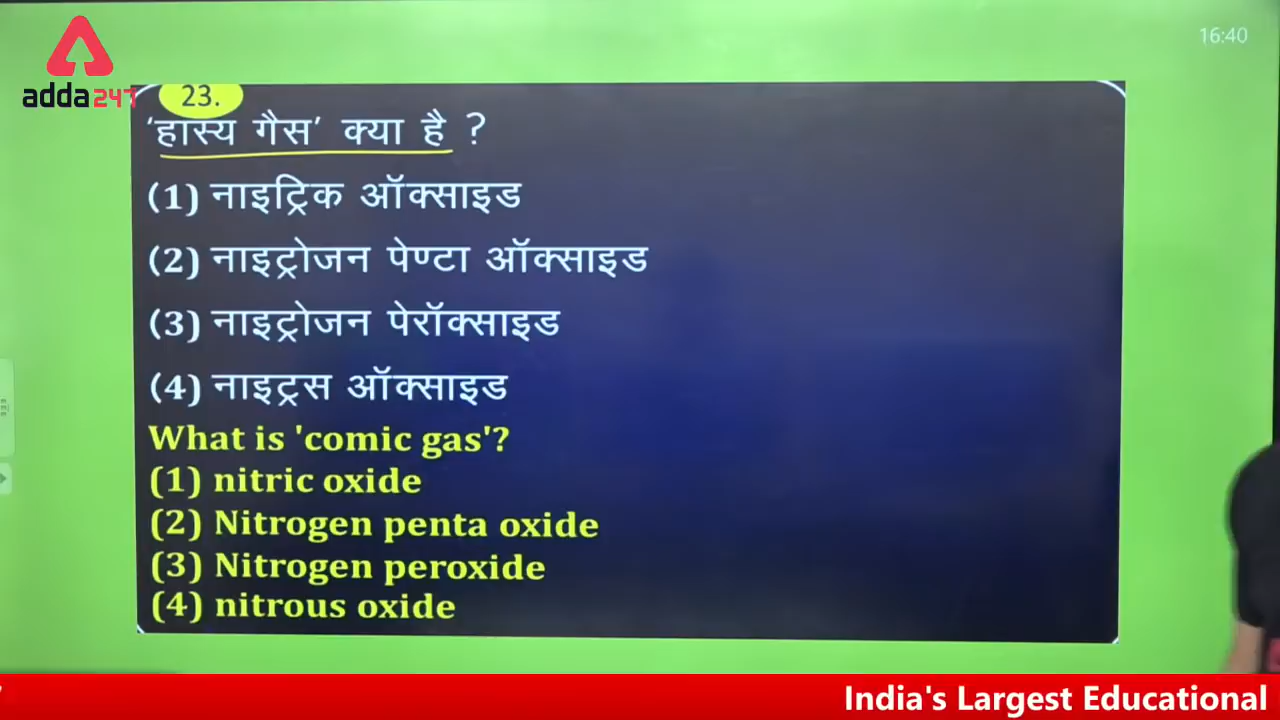 16:40
adda247
23.
'हास्य गैस' क्या है ?
(1) नाइट्रिक ऑक्साइड
(2) नाइट्रोजन पेण्टा ऑक्साइड
(3) नाइट्रोजन पेरॉक्साइड
(4) नाइट्रस ऑक्साइड
What is 'comic gas'?
(1) nitric oxide
(2) Nitrogen penta oxide
(3) Nitrogen peroxide
(4) nitrous oxide
India's Largest Educational